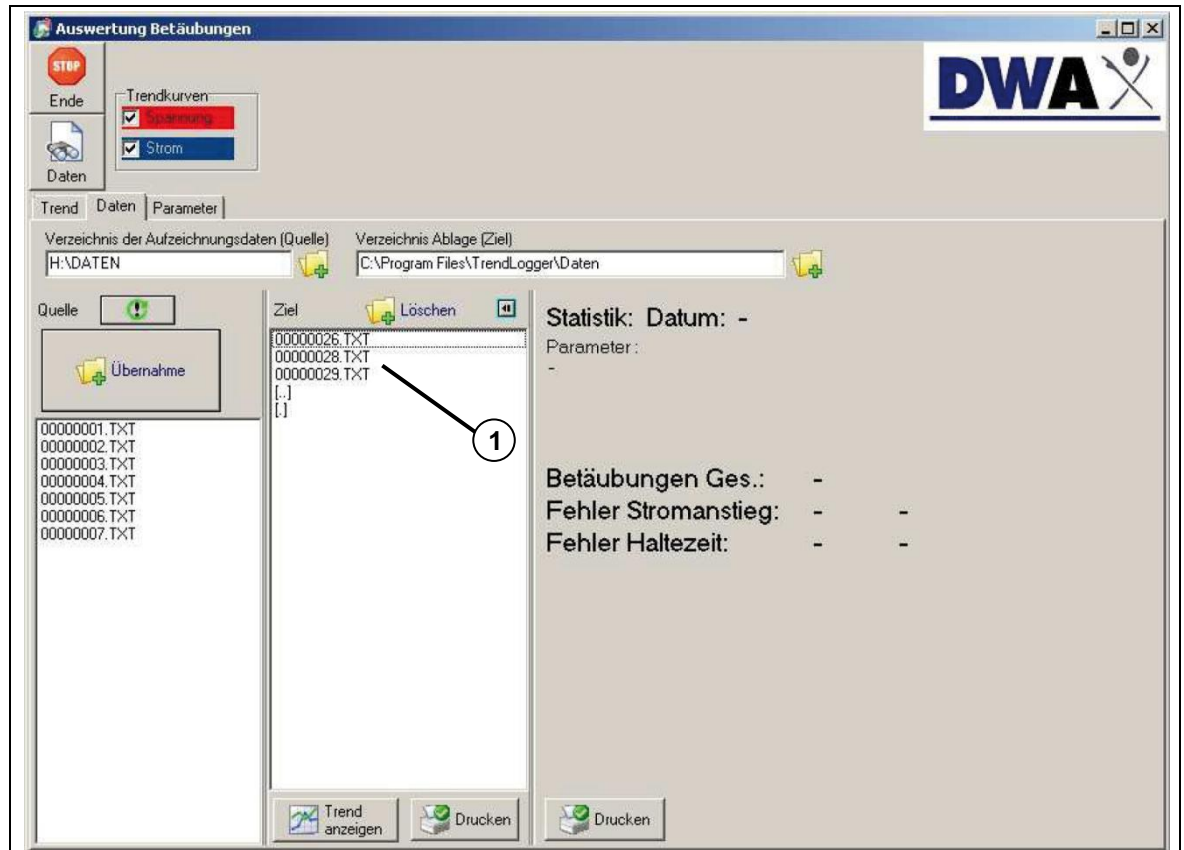 Auswertung Betäubungen
STOP
Ende
Trendkurven
Spannung
Strom
Daten
DWA
Trend Daten Parameter
Verzeichnis der Aufzeichnungsdaten (Quelle) Verzeichnis Ablage (Ziel)
H:\DATEN C:\Program Files\TrendLogger\Daten
Quelle Ziel Löschen
Übernahme
00000001.TXT
00000002.TXT
00000003.TXT
00000004.TXT
00000005.TXT
00000006.TXT
00000007.TXT
00000026.TXT
00000028.TXT
00000029.TXT
[..]
[.]
1
Statistik: Datum: -
Parameter :
-
Betäubungen Ges.: -
Fehler Stromanstieg: - -
Fehler Haltezeit: - -
Trend
anzeigen
Drucken
Drucken